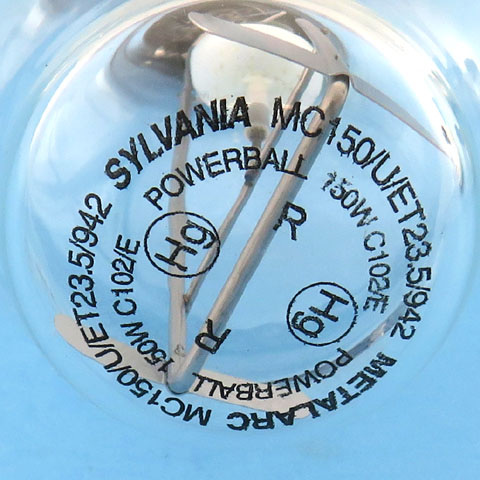 SYLVANIA MC150/U/ET23.5/942
METALARC MC150/U/ET23.5/942
POWERBALL
150W C102/E
POWERBALL
150W C102/E
Hg
Hg
R
R